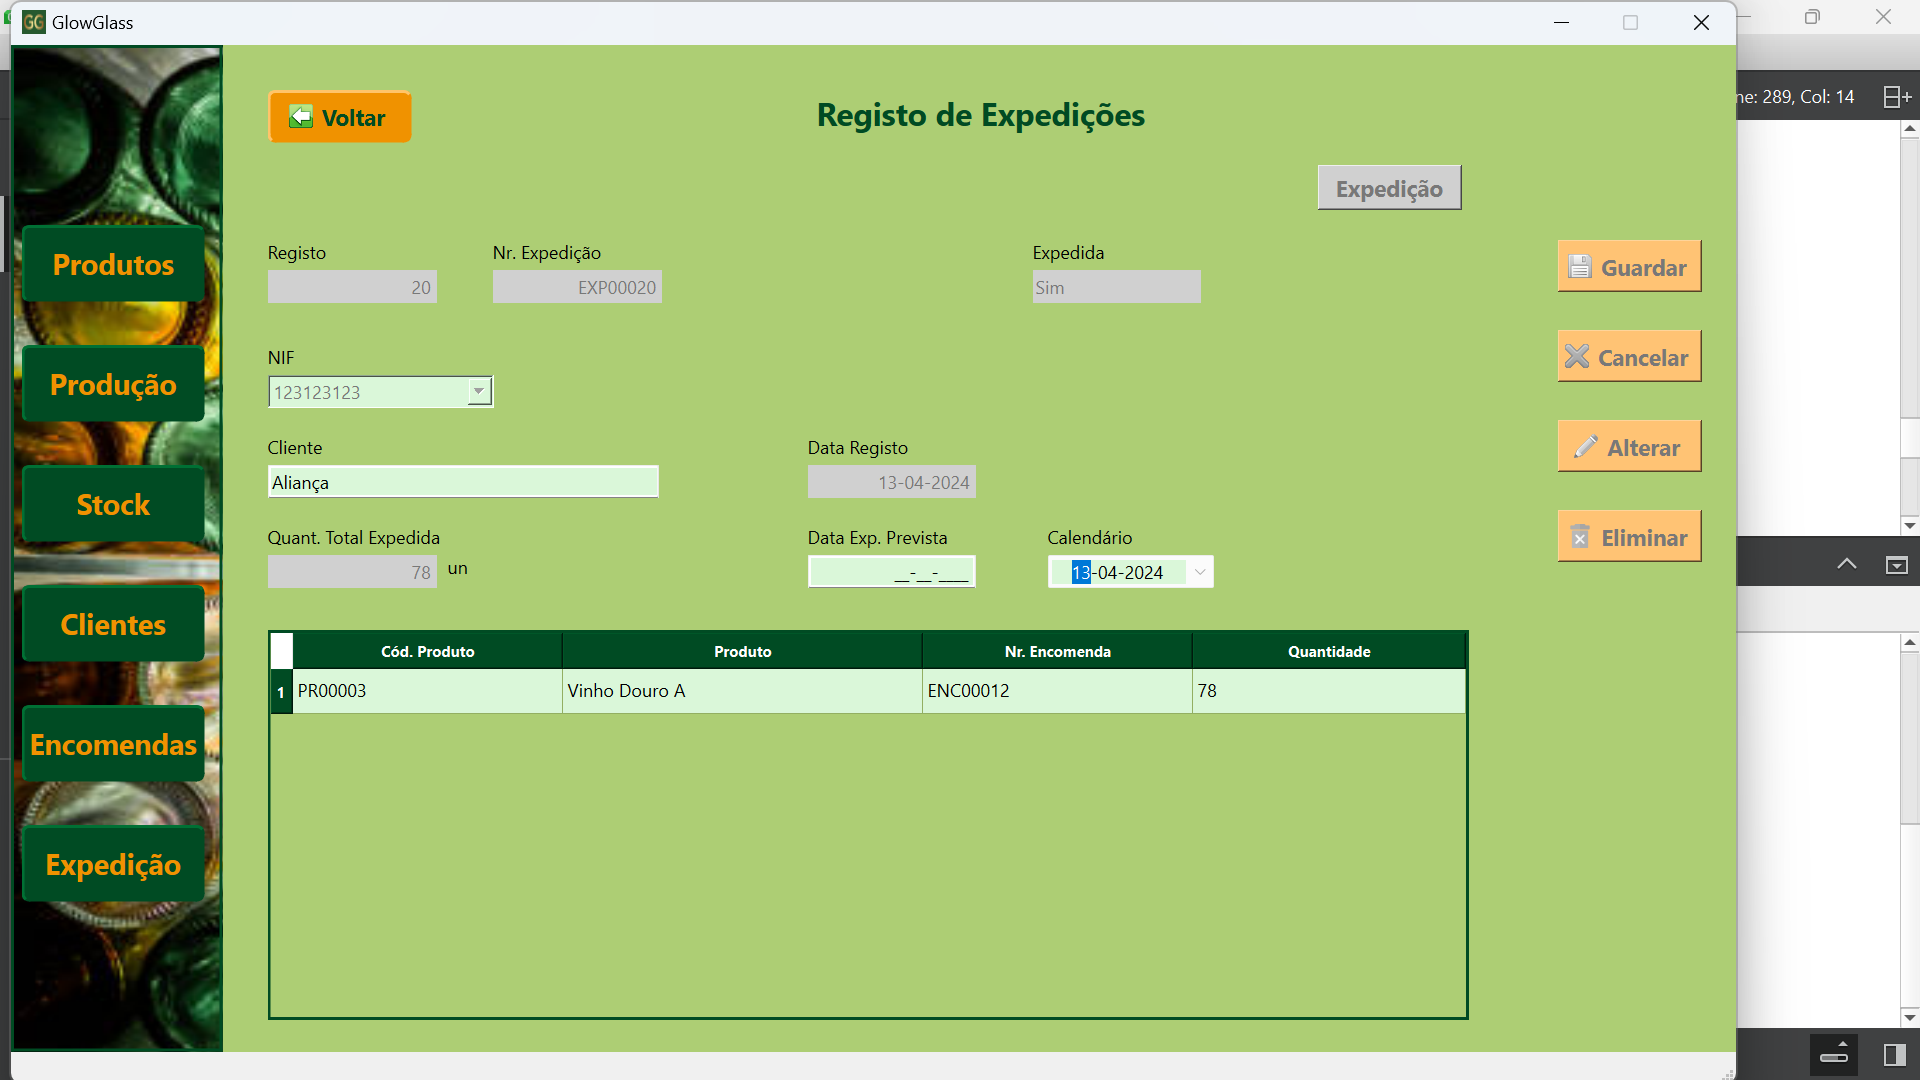 GG GlowGlass
ne: 289, Col: 14
Voltar
Registo de Expedições
Expedição
Registo
Nr. Expedição
Expedida
20
EXP00020
Sim
NIF
123123123
Cliente
Data Registo
Aliança
13-04-2024
Quant. Total Expedida
Data Exp. Prevista
Calendário
78 un
__-__-____
13-04-2024
Guardar
Cancelar
Alterar
Eliminar
Produtos
Produção
Stock
Clientes
Encomendas
Expedição
Cód. Produto Produto Nr. Encomenda Quantidade
1 PR00003 Vinho Douro A ENC00012 78